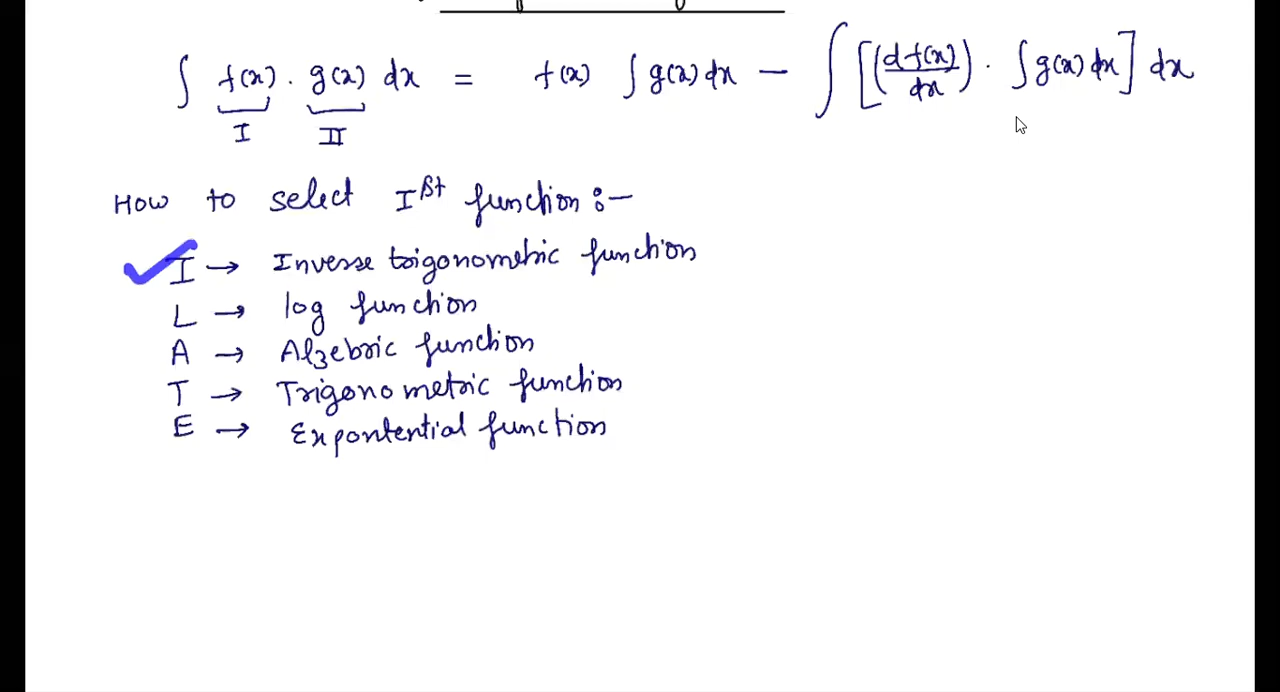 ∫ f(x) . g(x) dx = f(x) ∫ g(x) dx − ∫ [(df(x)/dx) . ∫ g(x) dx] dx
I II
How to select Ist function :-
I → Inverse trigonometric function
L → log function
A → Algebric function
T → Trigonometric function
E → Expontential function